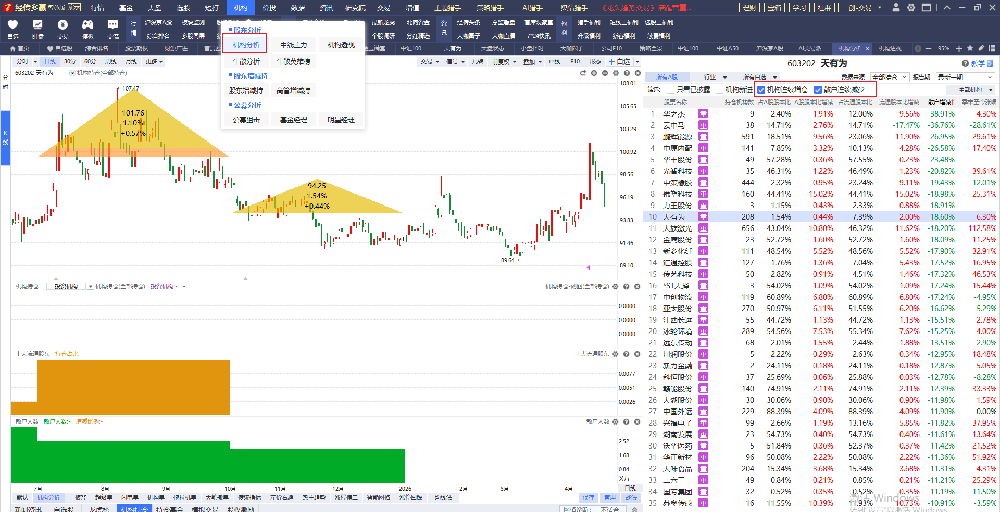 经传多赢 智尊版 演示 行情 基金 大盘 选股 短打 机构 价投 数据 资讯 研究院 交易 增值 主题猎手 策略猎手 AI猎手 舆情猎手 《龙头趋势交易》陪跑营重... 理财 宝箱 学习 社群 一创-交易
行情 沪深京A股 板块监测 最新龙虎 北向资金 资讯 经传头条 总监看盘 首席观察室 福利 猎手福利 短线王福利 选股王福利
自选 盯盘 交易 模拟 交流 综合排名 多股同屏 个股调研 分红精选 大咖圈子 大咖直播 7*24快讯 升级福利 新客福利 续费福利
首页 自选股 综合排名 股票期权 财源广进 富贵盈 金玉满堂 中证100... 天有为 大盘状态 小盘择时 大咖圈子 公司F10 策略全景 中证100... 中证A50... 沪深京A股 AI交易派 机构分析 机构透视 95%
股东分析
机构分析 中线主力 机构透视
牛散分析 牛散英雄榜
股东增减持
股东增减持 高管增减持
公募分析
公募狙击 基金经理 明星经理
分时 日线 30分 60分 周线 月线 更多 交易 信号 九转 前复权 叠加 画线 F10 形态 自选
分时
K线
603202 天有为 机构持仓(全部持仓)
108.01
107.47
105.65
101.76
1.10%
+0.57%
103.29
100.92
98.56
94.25
1.54%
+0.44%
96.19
93.83
91.46
89.64
89.10
机构持仓 投资机构 机构持仓(全部持仓) 投资机构:- - 机构持仓-副图(全部持仓)
0.0000
0.0000
0.0000
十大流通股东 持仓占比:- 十大流通股东
0.0077
0.0051
0.0026
散户人数 散户人数:- 增减比例:- 散户人数
2.52
1.68
0.84
X万
7月 8月 9月 10月 11月 12月 2026 2月 3月 4月 日线
默认 机构分析 三板斧 超级单 闪电单 机构单 拖拉机单 大笔撤单 传统指标 左价右趋 热主趋势 涨停横二 智能网格 涨停回踩 均线法 保存 管理 战法
新闻资讯 自选股 龙虎榜 机构持仓 持仓基金 模拟交易 股权激励 网格诊断: 不适合
603202 天有为 教学
所有A股 行业 所有自选 数据来源: 全部持仓 报告期: 最新一期
筛选: 只看已披露 机构新进 机构连续增仓 散户连续减少 全部机构
股票名称 持仓机构数 占A股股本比 A股股本比增减 占流通股本比 流通股本比增减 散户增减↑ 季末至今涨幅
1 华之杰 重 9 2.40% 1.91% 12.00% 9.56% -38.91% 4.30%
2 云中马 重 38 14.71% 2.76% 14.71% -17.47% -36.76% -28.61%
3 鹏辉能源 重 591 18.51% 9.56% 23.06% 11.90% -26.95% 29.61%
4 中原内配 重 141 7.85% 3.32% 10.13% 4.28% -26.58% 17.40%
5 华丰股份 重 49 57.28% 0.36% 57.55% 0.23% -23.48% -
6 光智科技 重 35 46.31% 1.22% 46.49% 1.23% -20.82% 39.61%
7 中策橡胶 重 444 2.32% 0.95% 23.24% 9.11% -19.43% -12.01%
8 佛塑科技 重 160 44.41% 15.02% 44.41% 15.02% -18.98% 25.31%
9 力王股份 重 3 1.15% 0.43% 2.33% 0.88% -18.91% -
10 天有为 重 208 1.54% 0.44% 7.39% 2.00% -18.60% 6.30%
11 大族激光 重 656 43.04% 10.80% 46.32% 11.62% -18.20% 112.58%
12 金鹰股份 重 23 52.72% 1.60% 52.72% 1.60% -18.09% 11.25%
13 新乡化纤 重 111 48.54% 5.52% 48.56% 5.52% -17.90% 32.91%
14 汇通控股 重 127 1.76% 1.36% 7.04% 5.43% -17.52% 16.95%
15 传艺科技 重 50 2.82% 0.91% 4.51% 1.46% -17.32% 46.53%
16 *ST天择 重 3 54.02% 1.09% 54.02% 1.09% -17.24% 15.44%
17 中创物流 重 119 60.89% 6.80% 60.89% 6.80% -17.24% -4.95%
18 亚太股份 重 270 50.97% 6.11% 51.55% 6.20% -16.62% -5.29%
19 江西长运 重 55 44.72% 1.13% 44.72% 1.13% -15.51% 2.78%
20 冰轮环境 重 289 54.56% 7.53% 55.34% 7.62% -15.25% 4.00%
21 远东传动 重 68 2.01% 1.55% 2.44% 1.88% -13.51% -2.90%
22 川润股份 重 5 2.22% 0.29% 2.63% 0.34% -12.95% 18.48%
23 新力金融 重 2 24.11% 0.18% 24.11% 0.18% -12.87% 5.05%
24 科恒股份 重 37 25.69% 0.06% 25.88% 0.03% -12.78% -8.28%
25 赣能股份 重 140 74.91% 2.11% 74.91% 2.11% -12.39% 33.33%
26 大湖股份 重 30 30.06% 0.90% 30.06% 0.90% -11.98% 1.59%
27 中国外运 重 229 88.39% 4.09% 88.39% 4.09% -11.90% 0.00%
28 兴福电子 重 99 2.66% 1.19% 13.16% 5.85% -11.82% 37.95%
29 湖南发展 重 23 54.73% 0.40% 54.73% 0.40% -11.61% 13.64%
30 沃华医药 重 5 51.84% 0.36% 52.37% 0.37% -11.42% 21.52%
31 华正新材 重 96 50.08% 2.22% 50.08% 2.22% -11.36% 51.92%
32 天味食品 重 204 15.34% 3.68% 15.34% 3.68% -11.31% 4.31%
33 二六三 重 49 0.84% 0.21% 0.85% 0.21% -11.21% 25.29%
34 国芳集团 重 32 0.52% 0.35% 0.52% 0.35% -11.19% -11.50%
35 苏奥传感 重 16 11.55% 10.39% 11.93% 10.73% -10.91% -3.59%
激活 Windows
转到"设置"以激活 Windows